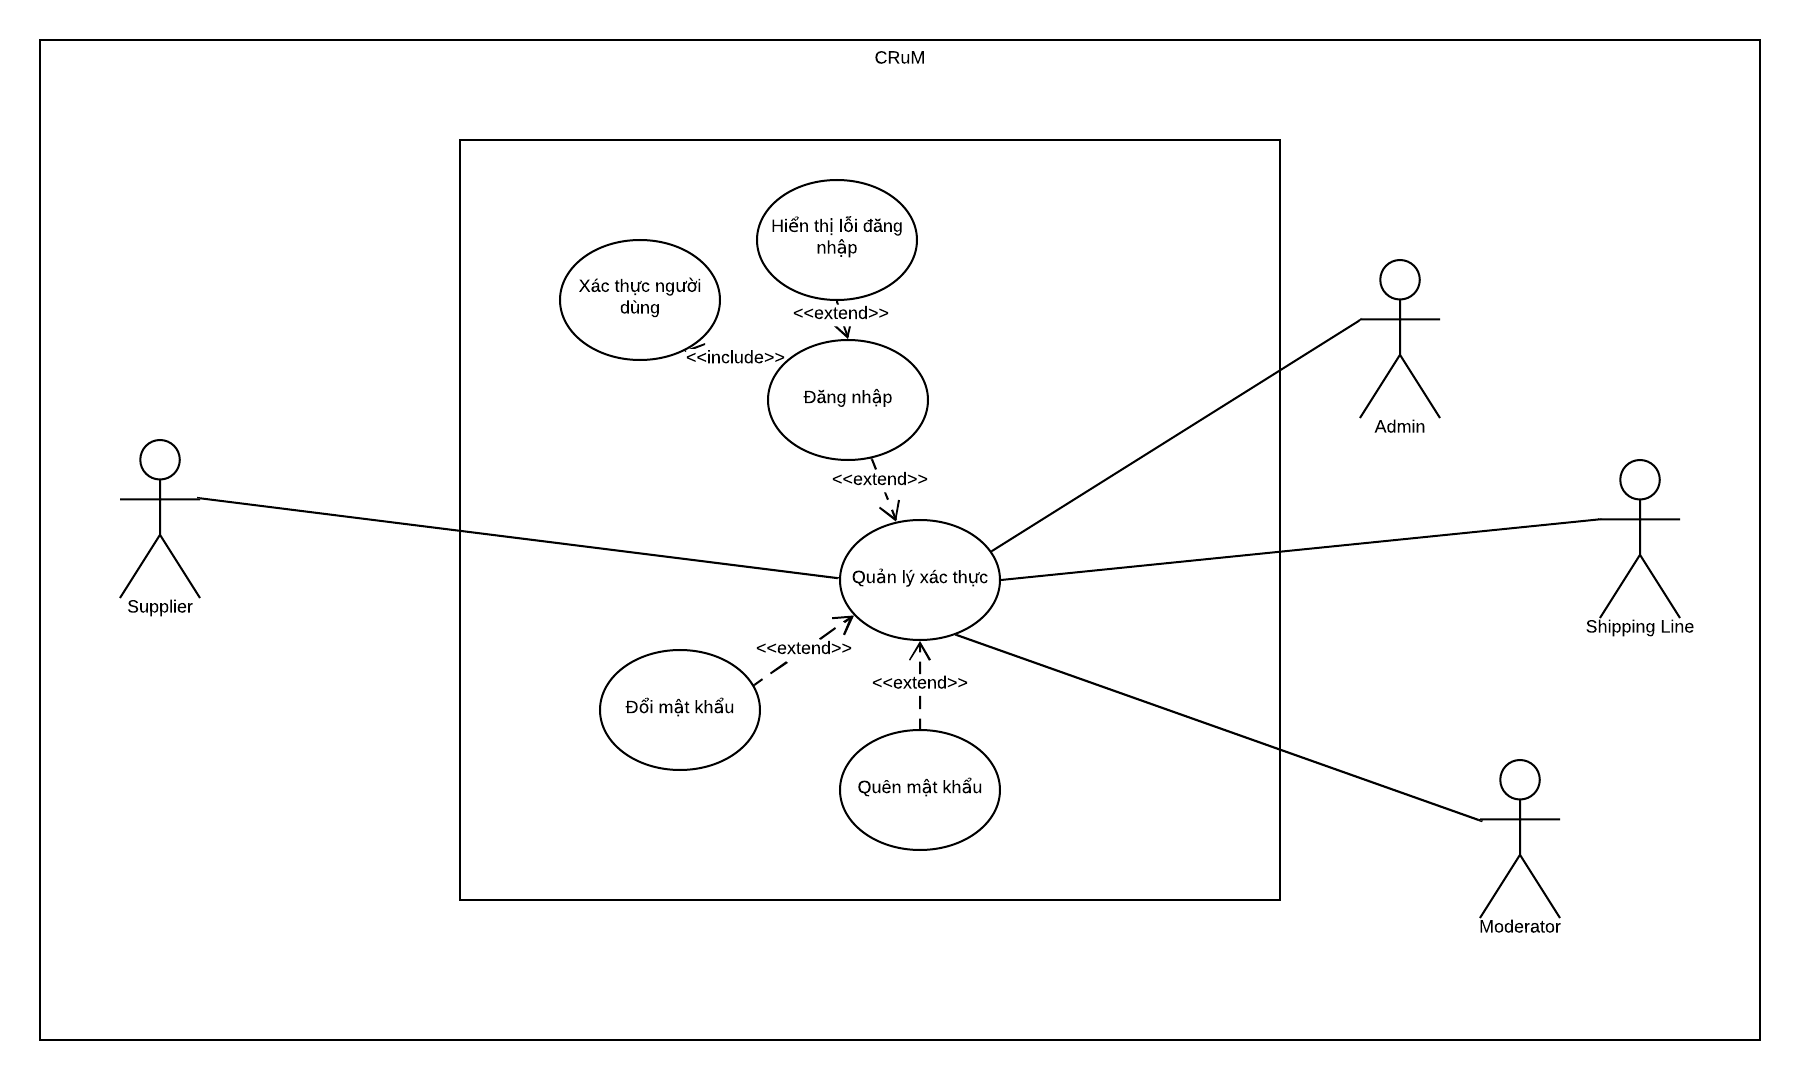 CRuM
Hiển thị lỗi đăng
nhập
Xác thực người
dùng
<<extend>>
<<include>>
Đăng nhập
Admin
<<extend>>
Quản lý xác thực
Supplier
Shipping Line
<<extend>>
<<extend>>
Đổi mật khẩu
Quên mật khẩu
Moderator